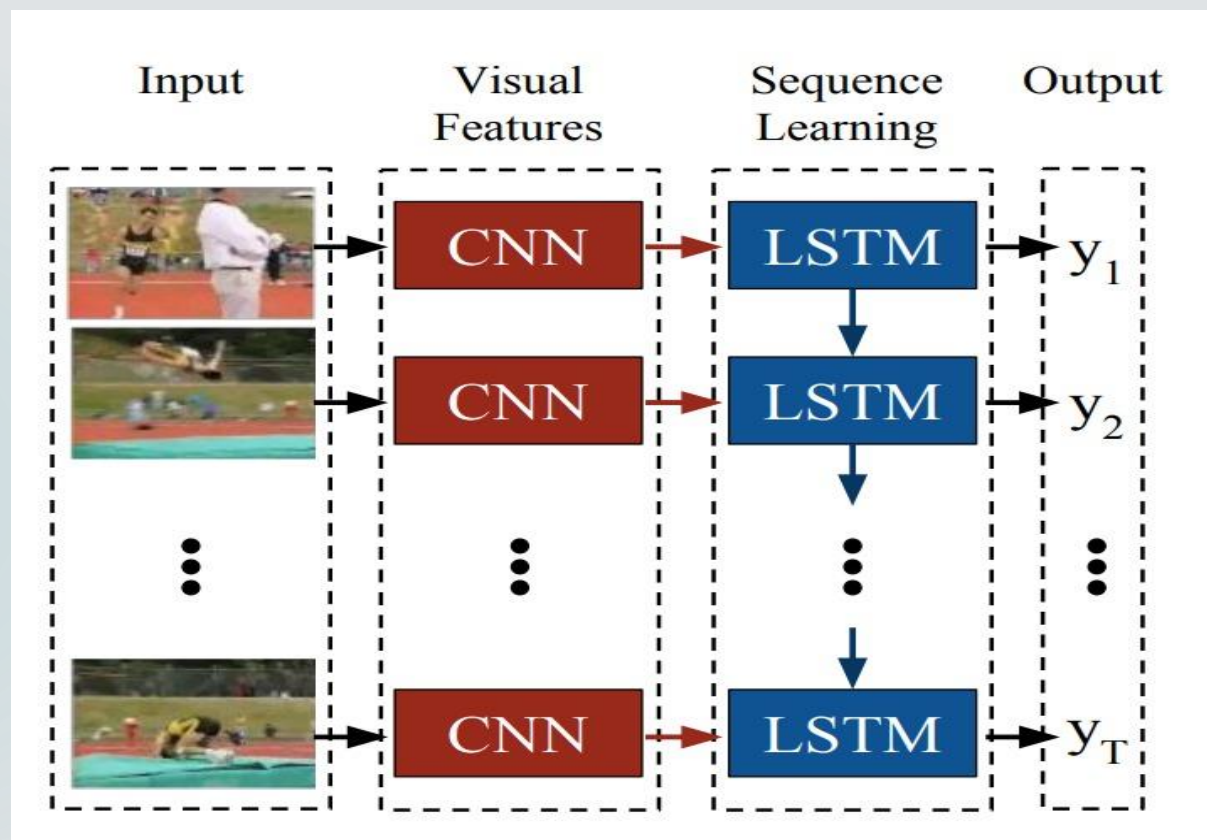 Input
Visual
Features
Sequence
Learning
Output
CNN
LSTM
y1
CNN
LSTM
y2
CNN
LSTM
yT